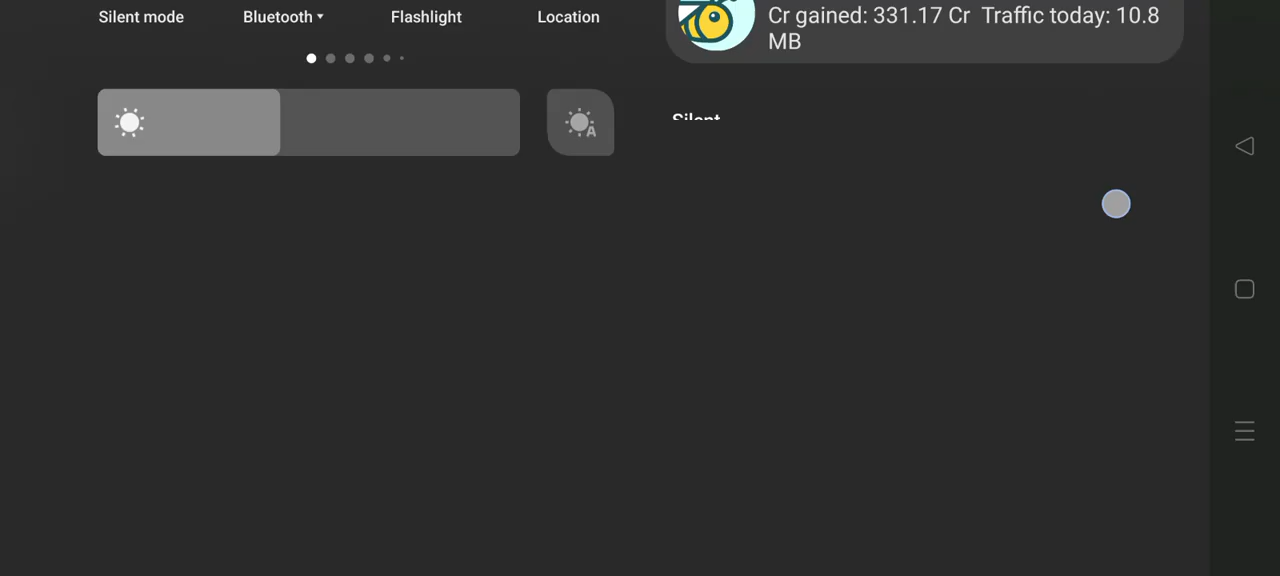 Silent mode
Bluetooth
Flashlight
Location
Cr gained: 331.17 Cr  Traffic today: 10.8
MB
A
Silent